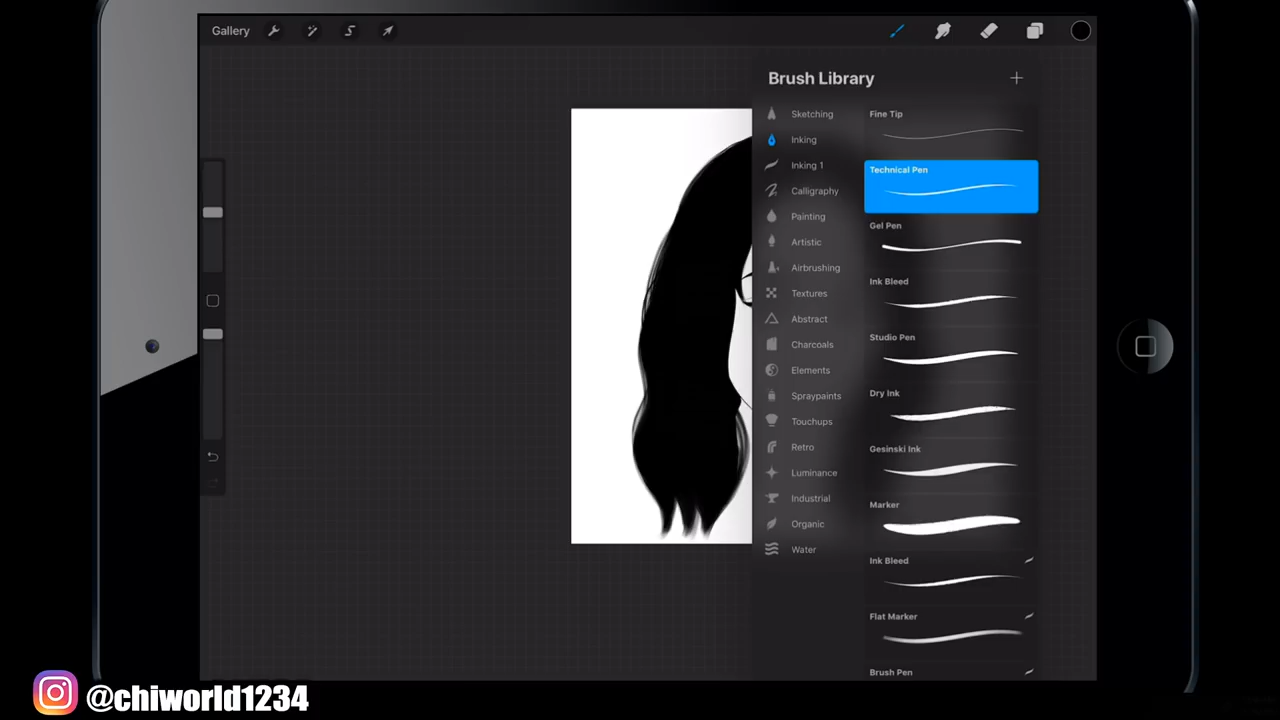 Gallery
Brush Library
Sketching
Inking
Inking 1
Calligraphy
Painting
Artistic
Airbrushing
Textures
Abstract
Charcoals
Elements
Spraypaints
Touchups
Retro
Luminance
Industrial
Organic
Water
Fine Tip
Technical Pen
Gel Pen
Ink Bleed
Studio Pen
Dry Ink
Gesinski Ink
Marker
Ink Bleed
Flat Marker
Brush Pen
@chiworld1234